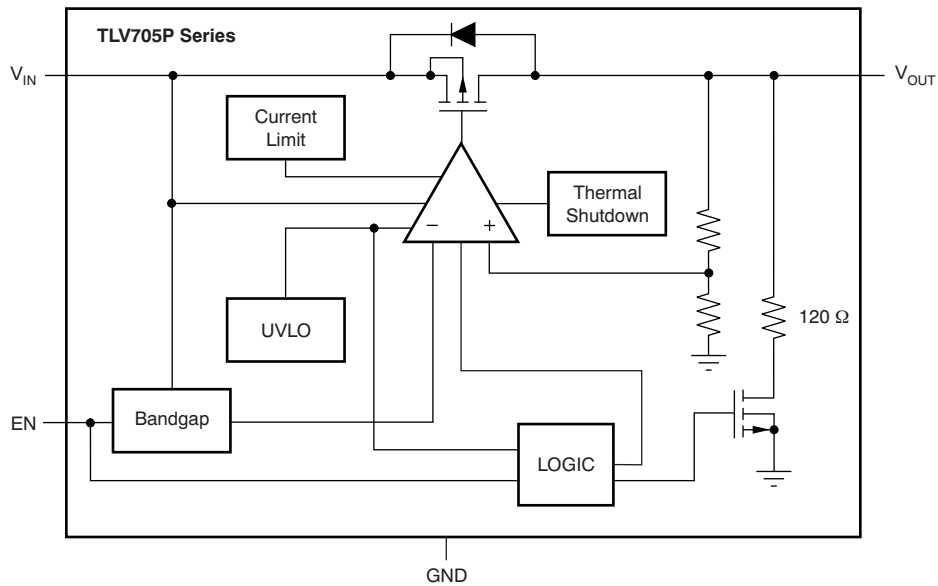 TLV705P Series
V_IN
V_OUT
Current
Limit
Thermal
Shutdown
− +
UVLO
120 Ω
EN
Bandgap
LOGIC
GND